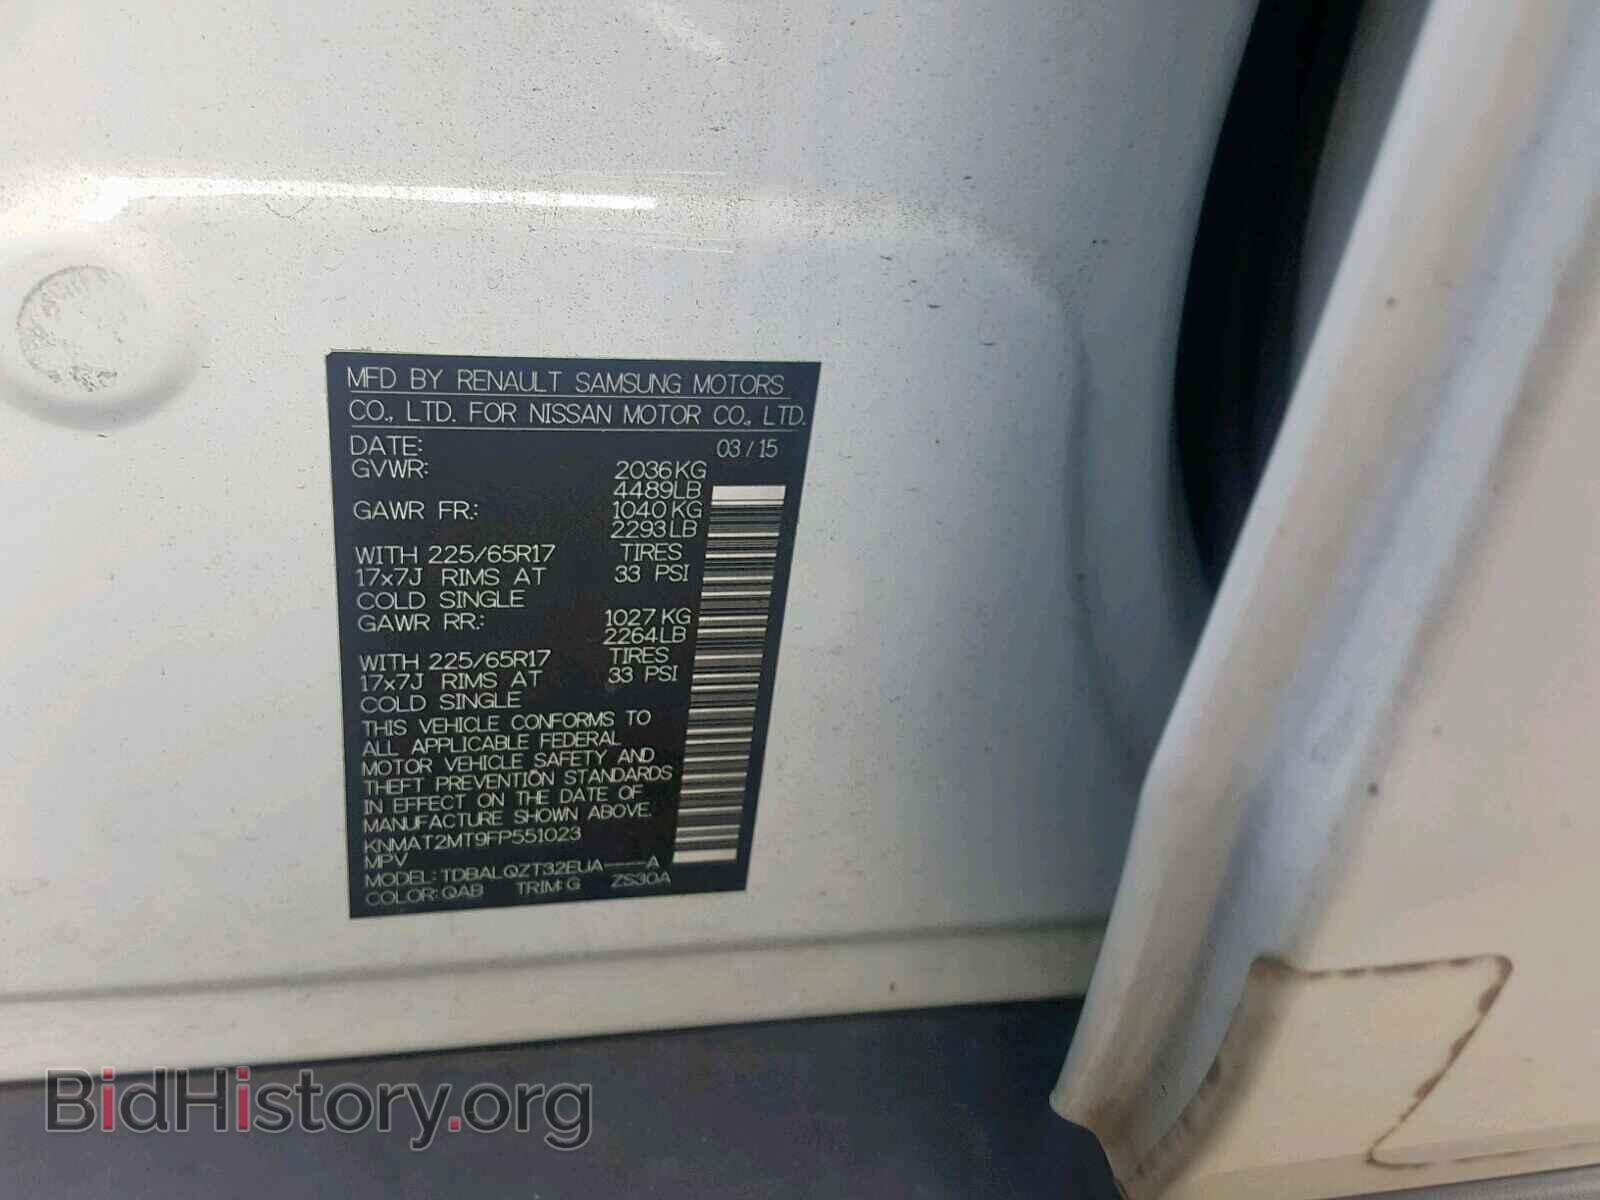 MFD BY RENAULT SAMSUNG MOTORS
CO., LTD. FOR NISSAN MOTOR CO., LTD.
DATE: 03/15
GVWR: 2036KG
4489LB
GAWR FR.: 1040KG
2293LB
WITH 225/65R17 TIRES
17x7J RIMS AT 33 PSI
COLD SINGLE
GAWR RR.: 1027KG
2264LB
WITH 225/65R17 TIRES
17x7J RIMS AT 33 PSI
COLD SINGLE
THIS VEHICLE CONFORMS TO
ALL APPLICABLE FEDERAL
MOTOR VEHICLE SAFETY AND
THEFT PREVENTION STANDARDS
IN EFFECT ON THE DATE OF
MANUFACTURE SHOWN ABOVE.
KNMAT2MT9FP551023
MPV
MODEL: TDBALQZT32EUA----A
COLOR: QAB TRIM: G ZS30A
BidHistory.org